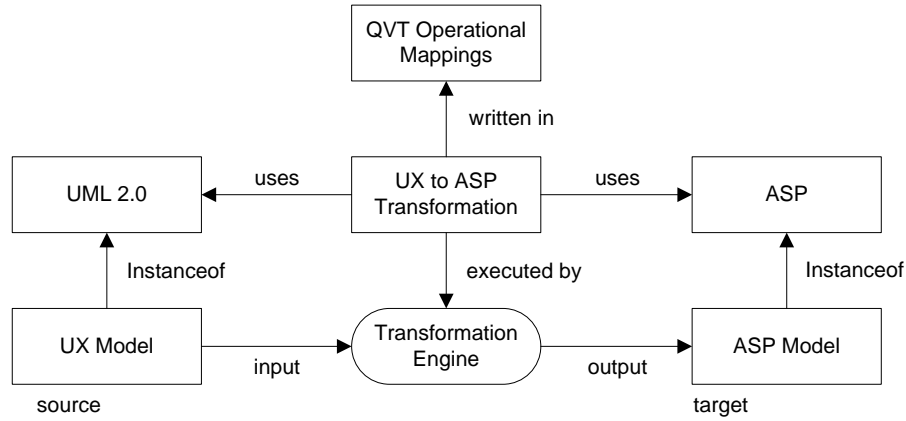 QVT Operational
Mappings
written in
UML 2.0
uses
UX to ASP
Transformation
uses
ASP
Instanceof
executed by
Instanceof
UX Model
input
Transformation
Engine
output
ASP Model
source
target